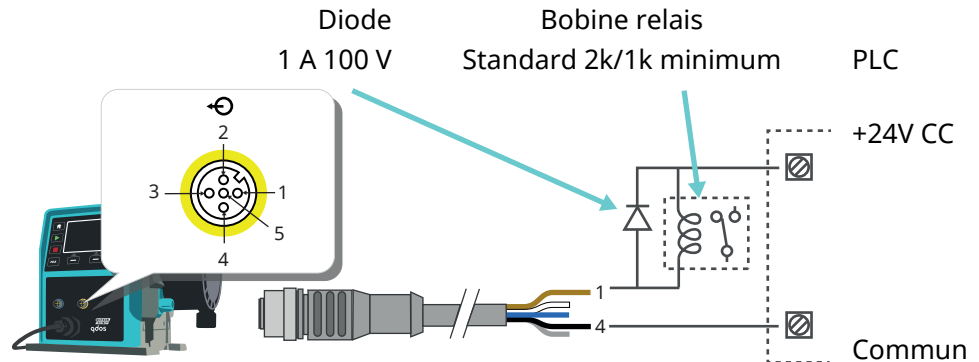 Diode
1 A 100 V
Bobine relais
Standard 2k/1k minimum
PLC
+24V CC
2
3
1
5
4
1
4
Commun
qdos